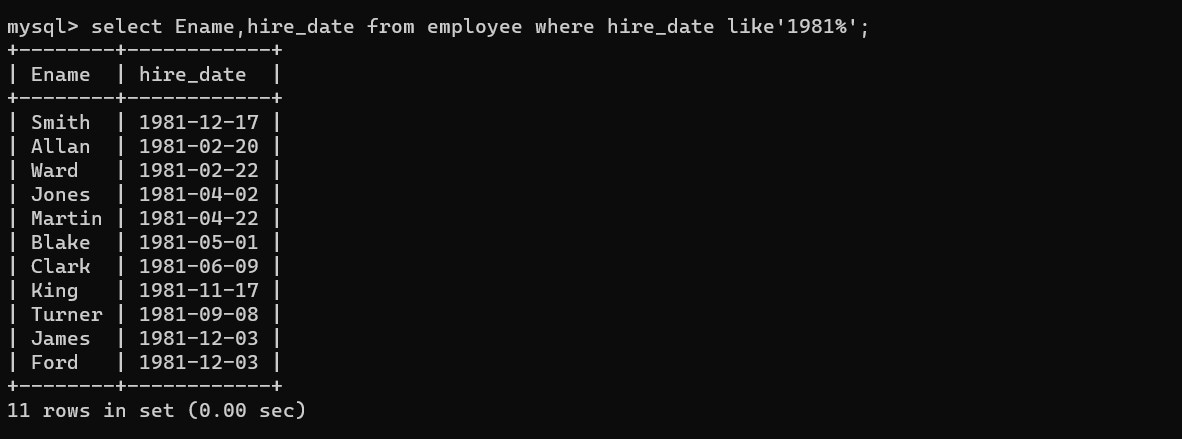 mysql> select Ename,hire_date from employee where hire_date like'1981%';
+--------+------------+
| Ename  | hire_date  |
+--------+------------+
| Smith  | 1981-12-17 |
| Allan  | 1981-02-20 |
| Ward   | 1981-02-22 |
| Jones  | 1981-04-02 |
| Martin | 1981-04-22 |
| Blake  | 1981-05-01 |
| Clark  | 1981-06-09 |
| King   | 1981-11-17 |
| Turner | 1981-09-08 |
| James  | 1981-12-03 |
| Ford   | 1981-12-03 |
+--------+------------+
11 rows in set (0.00 sec)